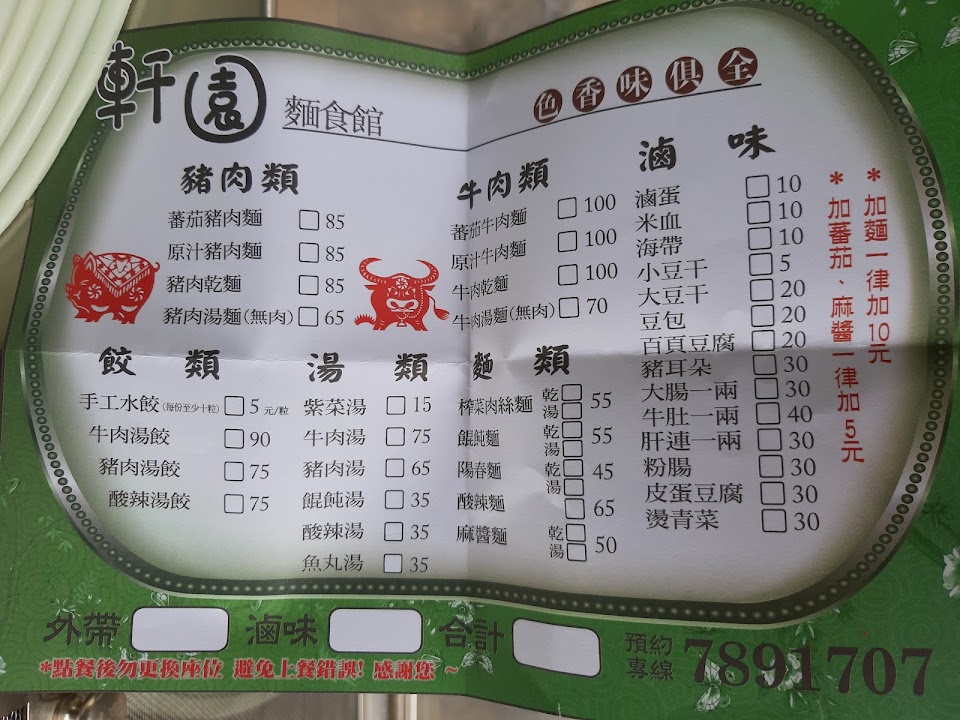 軒園 麵食館
色香味俱全
豬肉類
蕃茄豬肉麵 85
原汁豬肉麵 85
豬肉乾麵 85
豬肉湯麵(無肉) 65
牛肉類
蕃茄牛肉麵 100
原汁牛肉麵 100
牛肉乾麵 100
牛肉湯麵(無肉) 70
滷味
滷蛋 10
米血 10
海帶 10
小豆干 5
大豆干 20
豆包 20
百頁豆腐 20
豬耳朵 30
大腸一兩 30
牛肚一兩 40
肝連一兩 30
粉腸 30
皮蛋豆腐 30
燙青菜 30
*加麵一律加10元
*加蕃茄、麻醬一律加5元
餃類
手工水餃(每份至少十粒) 5元/粒
牛肉湯餃 90
豬肉湯餃 75
酸辣湯餃 75
湯類
紫菜湯 15
牛肉湯 75
豬肉湯 65
餛飩湯 35
酸辣湯 35
魚丸湯 35
麵類
榨菜肉絲麵 乾 湯 55
餛飩麵 乾 湯 55
陽春麵 乾 湯 45
酸辣麵 65
麻醬麵 乾 湯 50
外帶 滷味 合計
預約專線 7891707
*點餐後勿更換座位 避免上餐錯誤! 感謝您 ~